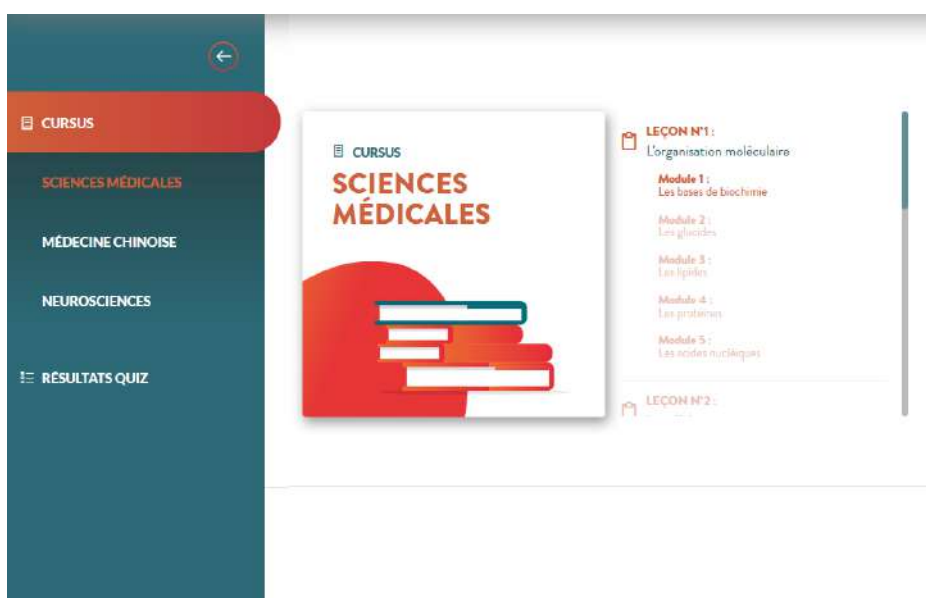 CURSUS
SCIENCES MÉDICALES
MÉDECINE CHINOISE
NEUROSCIENCES
RÉSULTATS QUIZ
CURSUS
SCIENCES
MÉDICALES
LEÇON N°1 :
L'organisation moléculaire
Module 1 :
Les bases de biochimie
Module 2 :
Les glucides
Module 3 :
Les lipides
Module 4 :
Les protéines
Module 5 :
Les acides nucléiques
LEÇON N°2 :